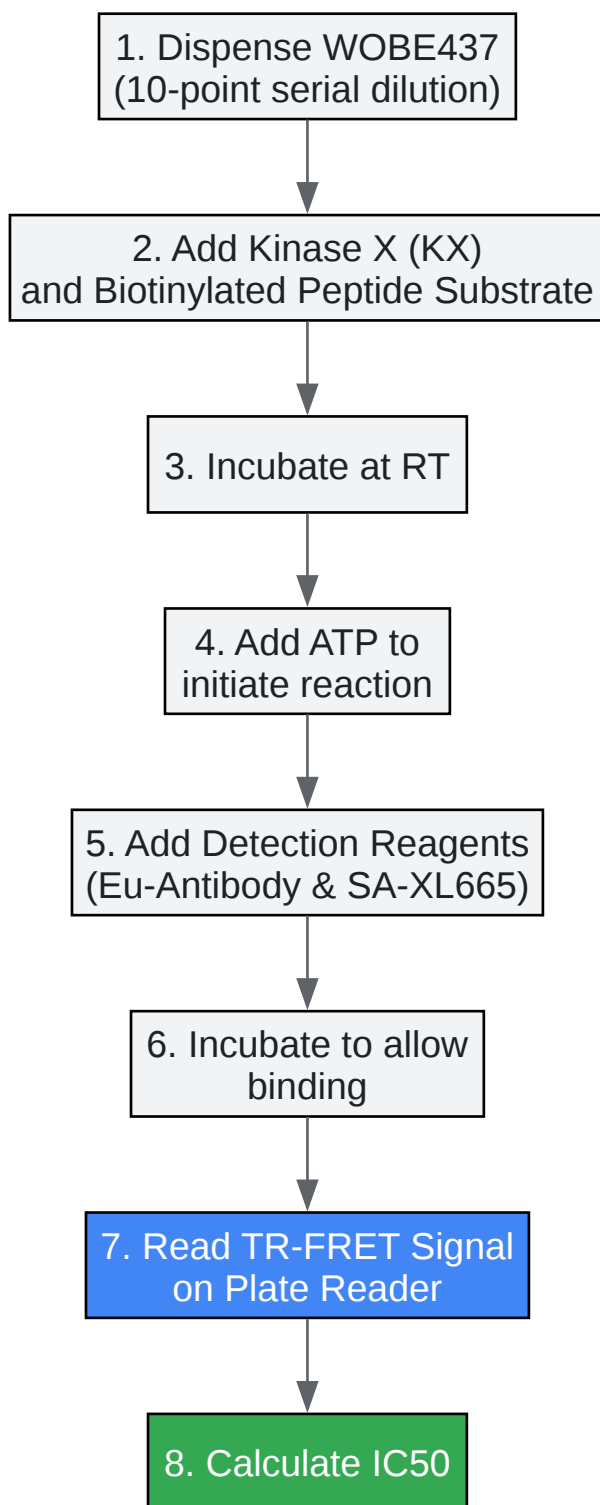 1. Dispense WOBE437
(10-point serial dilution)
2. Add Kinase X (KX)
and Biotinylated Peptide Substrate
3. Incubate at RT
4. Add ATP to
initiate reaction
5. Add Detection Reagents
(Eu-Antibody & SA-XL665)
6. Incubate to allow
binding
7. Read TR-FRET Signal
on Plate Reader
8. Calculate IC50